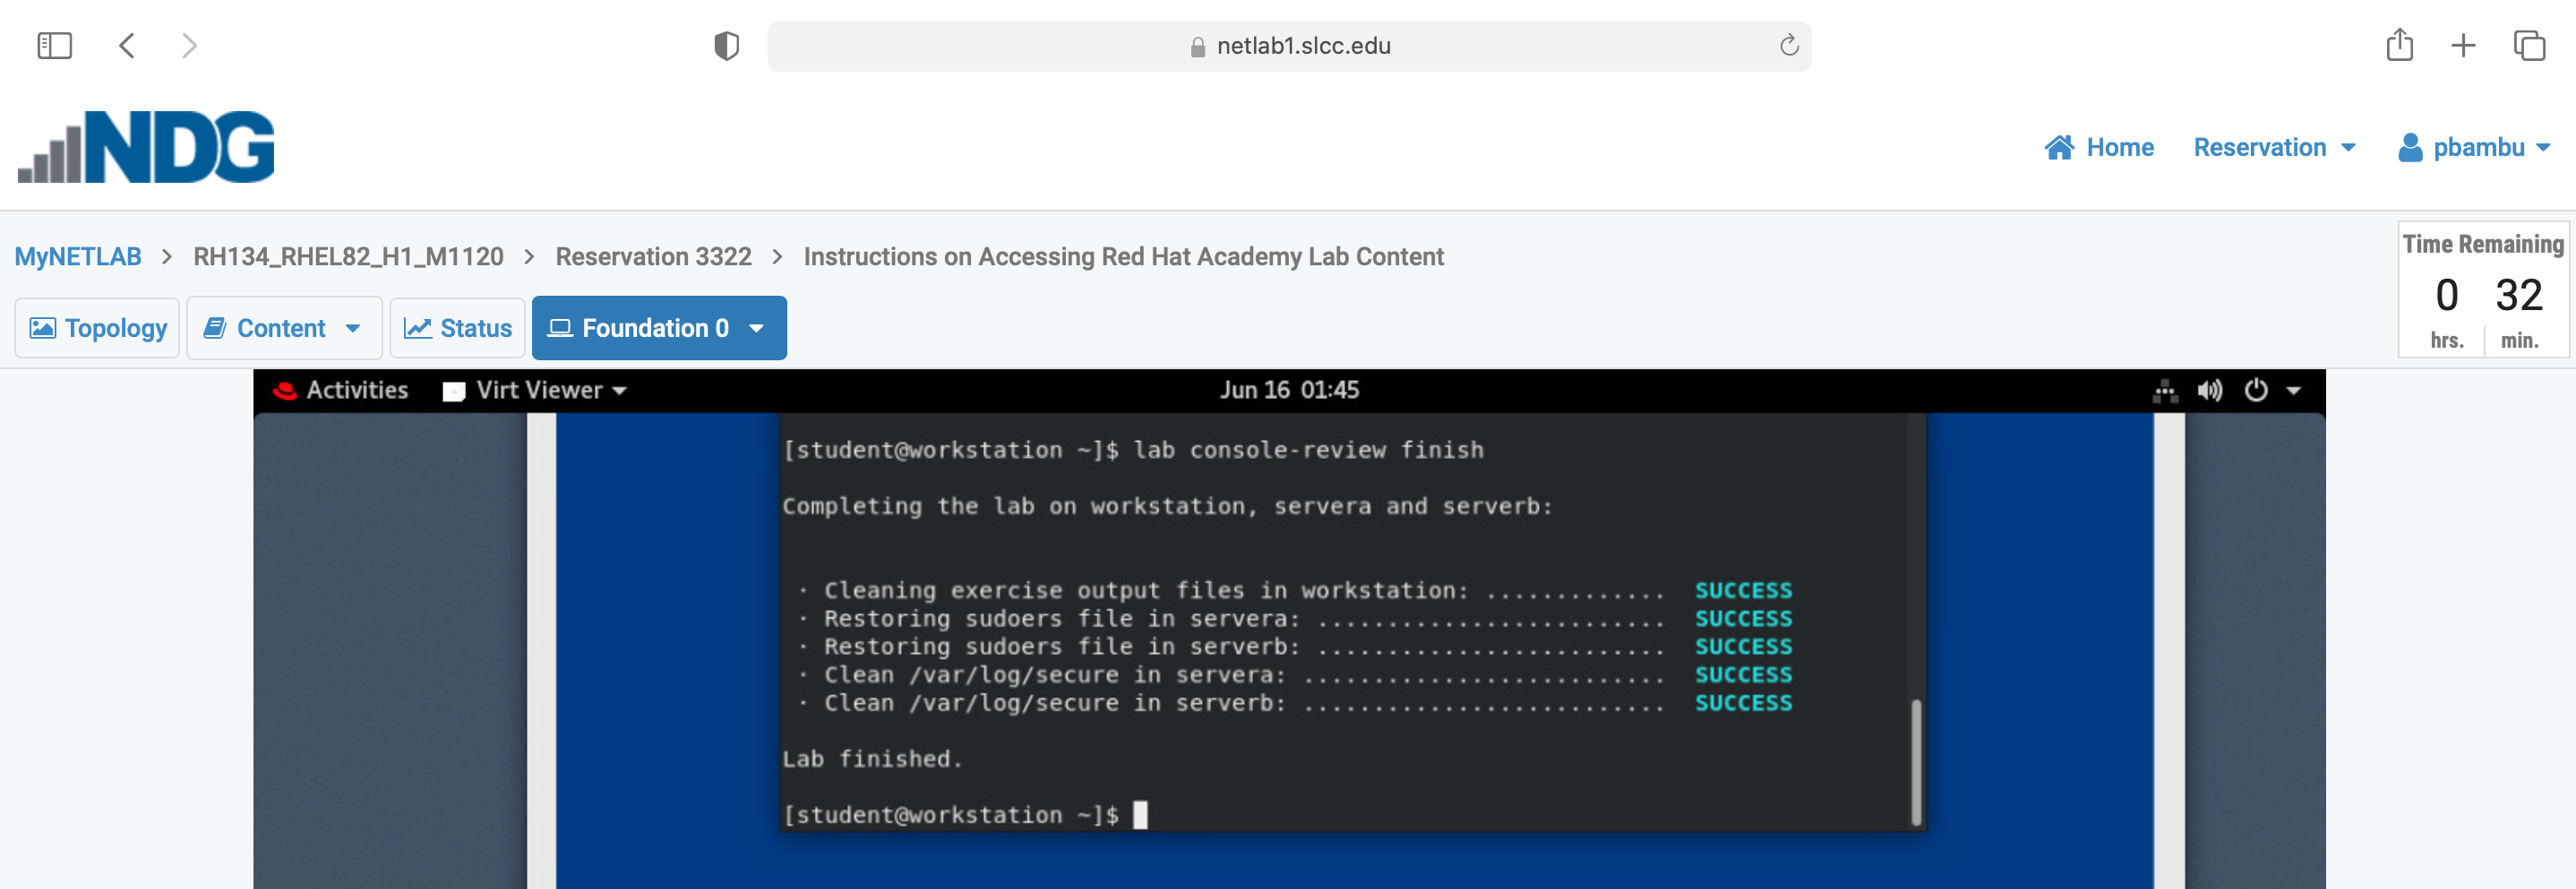 netlab1.slcc.edu
NDG
Home Reservation pbambu
MyNETLAB > RH134_RHEL82_H1_M1120 > Reservation 3322 > Instructions on Accessing Red Hat Academy Lab Content
Time Remaining
0 32
hrs. min.
Topology Content Status Foundation 0
Activities Virt Viewer Jun 16 01:45
[student@workstation ~]$ lab console-review finish
Completing the lab on workstation, servera and serverb:
· Cleaning exercise output files in workstation: ............. SUCCESS
· Restoring sudoers file in servera: ......................... SUCCESS
· Restoring sudoers file in serverb: ......................... SUCCESS
· Clean /var/log/secure in servera: .......................... SUCCESS
· Clean /var/log/secure in serverb: .......................... SUCCESS
Lab finished.
[student@workstation ~]$